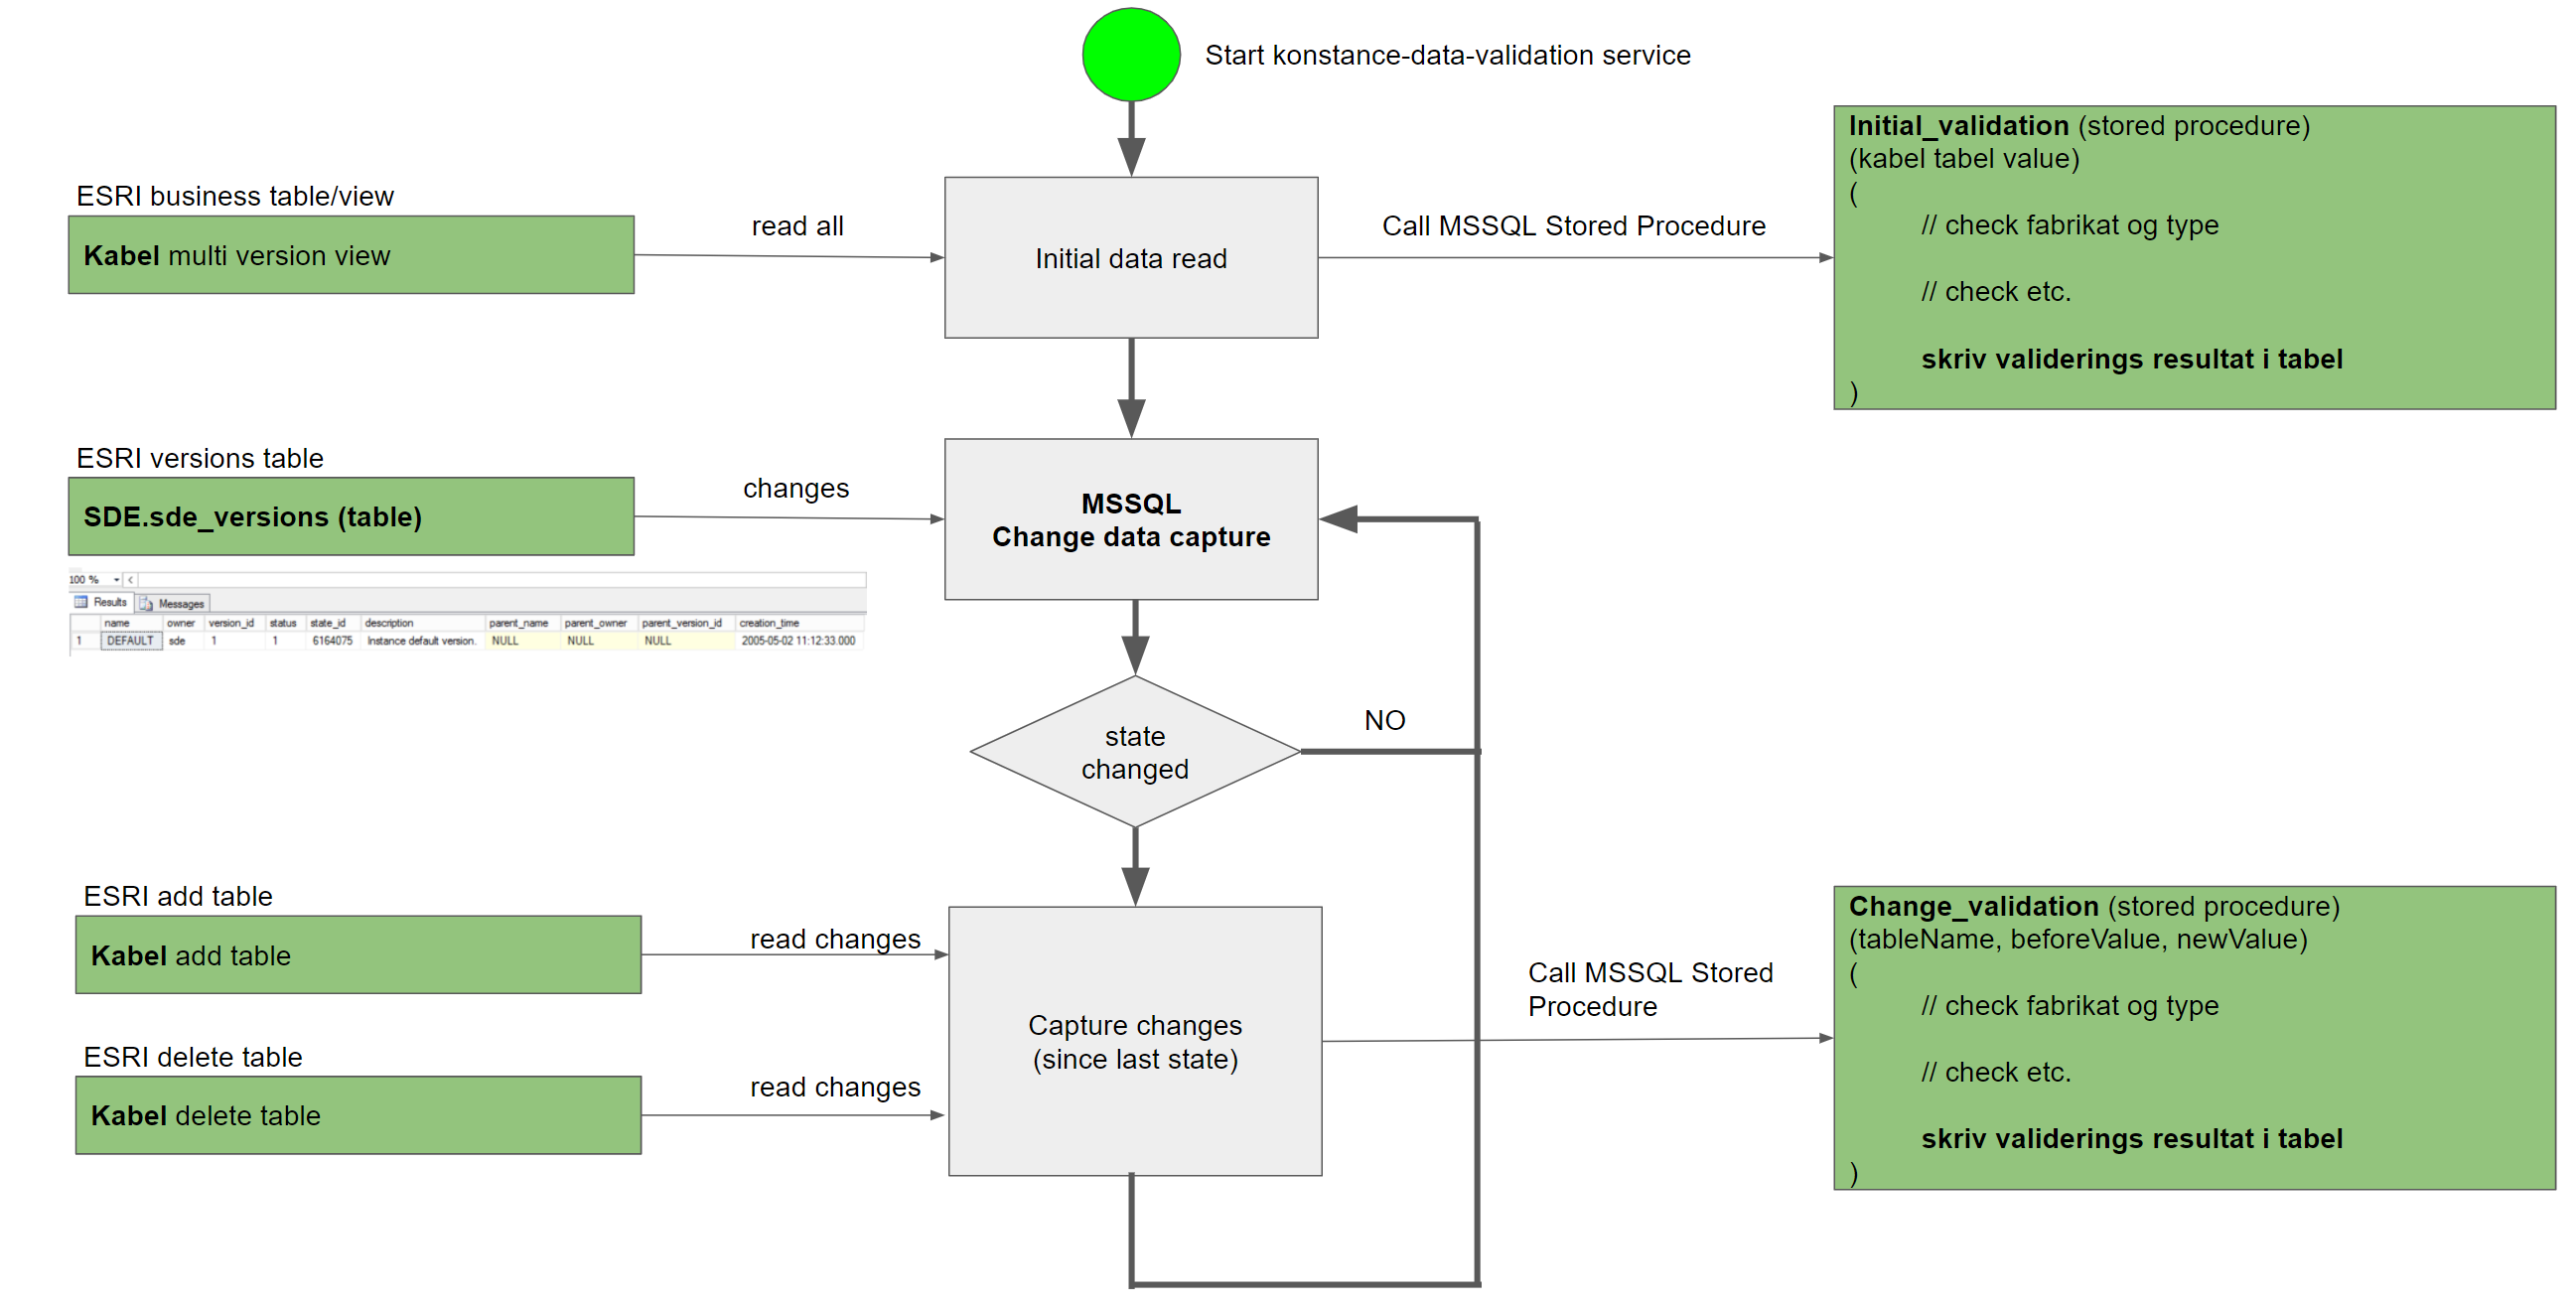 Start konstance-data-validation service
Initial_validation (stored procedure)
(kabel tabel value)
(
// check fabrikat og type
// check etc.
skriv validerings resultat i tabel
)
ESRI business table/view
Kabel multi version view
read all
Initial data read
Call MSSQL Stored Procedure
ESRI versions table
SDE.sde_versions (table)
changes
MSSQL
Change data capture
100 %
Results Messages
name owner version_id status state_id description parent_name parent_owner parent_version_id creation_time
1 DEFAULT sde 1 1 6164075 Instance default version. NULL NULL NULL 2005-05-02 11:12:33.000
state
changed
NO
ESRI add table
Kabel add table
read changes
ESRI delete table
Kabel delete table
read changes
Capture changes
(since last state)
Call MSSQL Stored
Procedure
Change_validation (stored procedure)
(tableName, beforeValue, newValue)
(
// check fabrikat og type
// check etc.
skriv validerings resultat i tabel
)